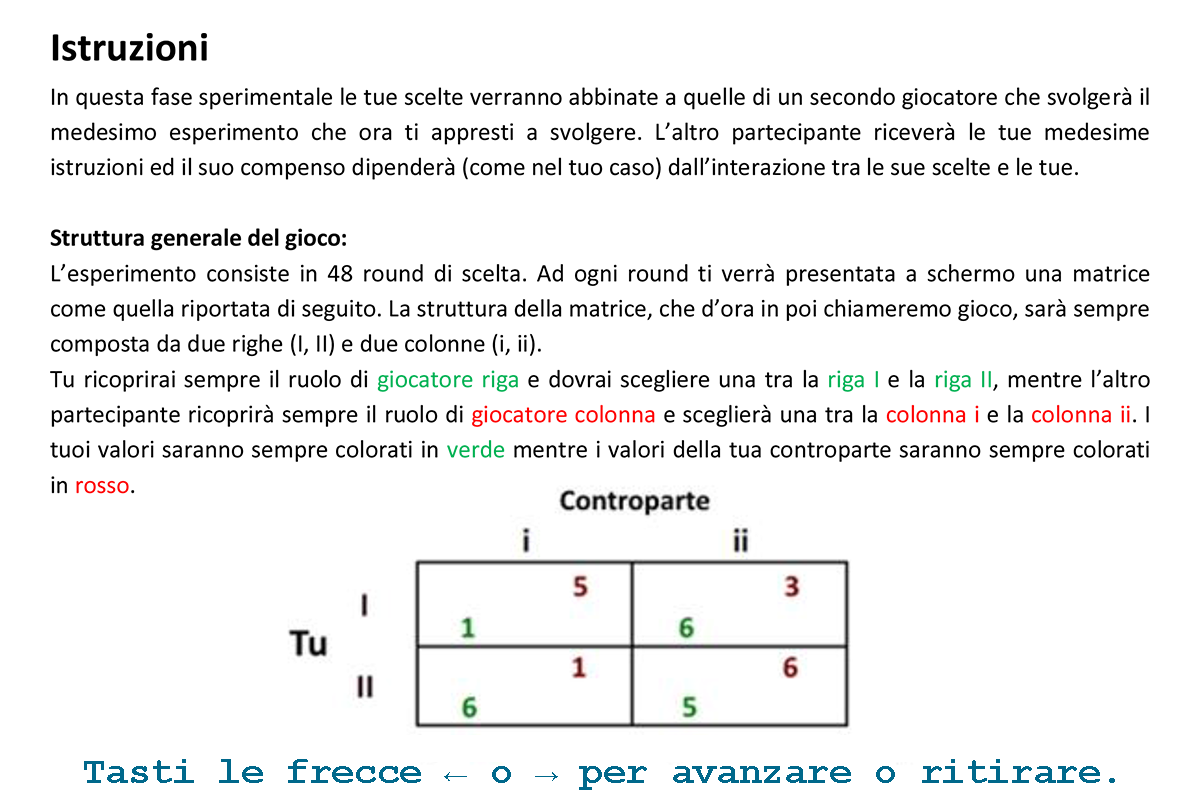 Istruzioni
In questa fase sperimentale le tue scelte verranno abbinate a quelle di un secondo giocatore che svolgerà il
medesimo esperimento che ora ti appresti a svolgere. L'altro partecipante riceverà le tue medesime
istruzioni ed il suo compenso dipenderà (come nel tuo caso) dall'interazione tra le sue scelte e le tue.
Struttura generale del gioco:
L'esperimento consiste in 48 round di scelta. Ad ogni round ti verrà presentata a schermo una matrice
come quella riportata di seguito. La struttura della matrice, che d'ora in poi chiameremo gioco, sarà sempre
composta da due righe (I, II) e due colonne (i, ii).
Tu ricoprirai sempre il ruolo di giocatore riga e dovrai scegliere una tra la riga I e la riga II, mentre l'altro
partecipante ricoprirà sempre il ruolo di giocatore colonna e sceglierà una tra la colonna i e la colonna ii. I
tuoi valori saranno sempre colorati in verde mentre i valori della tua controparte saranno sempre colorati
in rosso.
Controparte
i ii
5 3
I
1 6
Tu
1 6
II
6 5
Tasti le frecce ← o → per avanzare o ritirare.